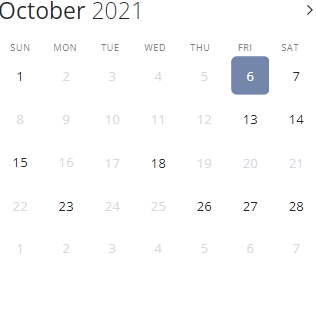 October 2021
SUN MON TUE WED THU FRI SAT
1 2 3 4 5 6 7
8 9 10 11 12 13 14
15 16 17 18 19 20 21
22 23 24 25 26 27 28
1 2 3 4 5 6 7